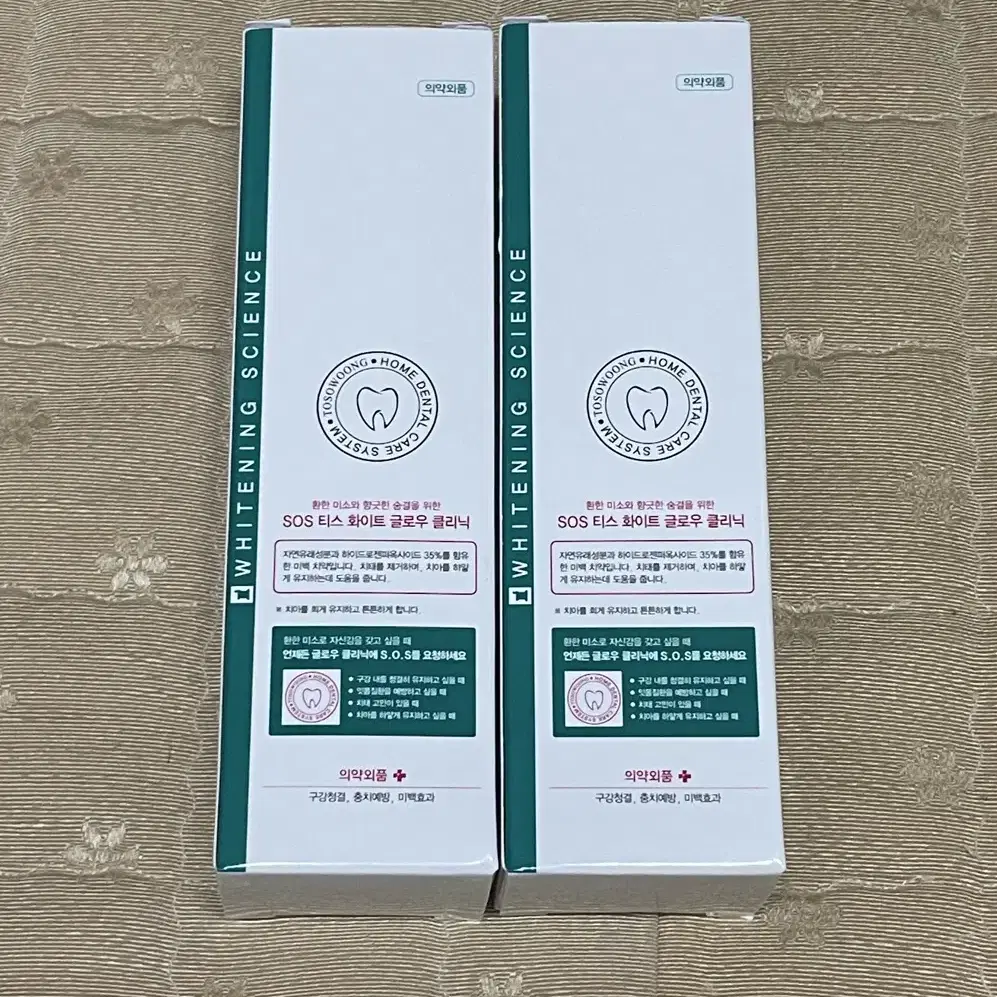 의약외품
WHITENING SCIENCE
TOSOWOONG • HOME DENTAL CARE SYSTEM •
환한 미소와 향긋한 숨결을 위한
SOS 티스 화이트 글로우 클리닉
자연유래성분과 하이드로젠퍼옥사이드 35%를 함유
한 미백 치약입니다. 치태를 제거하며, 치아를 하얗
게 유지하는데 도움을 줍니다.
※ 치아를 희게 유지하고 튼튼하게 합니다.
환한 미소로 자신감을 갖고 싶을 때
언제든 글로우 클리닉에 S.O.S를 요청하세요
TOSOWOONG • HOME DENTAL CARE SYSTEM •
• 구강 내를 청결히 유지하고 싶을 때
• 잇몸질환을 예방하고 싶을 때
• 치태 고민이 있을 때
• 치아를 하얗게 유지하고 싶을 때
의약외품
구강청결, 충치예방, 미백효과
의약외품
WHITENING SCIENCE
TOSOWOONG • HOME DENTAL CARE SYSTEM •
환한 미소와 향긋한 숨결을 위한
SOS 티스 화이트 글로우 클리닉
자연유래성분과 하이드로젠퍼옥사이드 35%를 함유
한 미백 치약입니다. 치태를 제거하며, 치아를 하얗
게 유지하는데 도움을 줍니다.
※ 치아를 희게 유지하고 튼튼하게 합니다.
환한 미소로 자신감을 갖고 싶을 때
언제든 글로우 클리닉에 S.O.S를 요청하세요
TOSOWOONG • HOME DENTAL CARE SYSTEM •
• 구강 내를 청결히 유지하고 싶을 때
• 잇몸질환을 예방하고 싶을 때
• 치태 고민이 있을 때
• 치아를 하얗게 유지하고 싶을 때
의약외품
구강청결, 충치예방, 미백효과